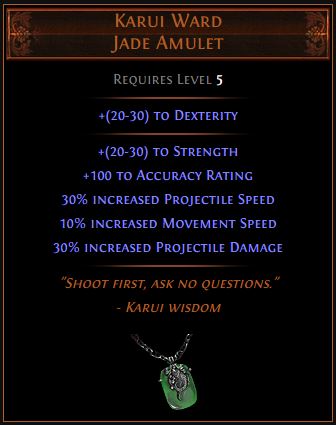 Karui Ward
Jade Amulet
Requires Level 5
+(20-30) to Dexterity
+(20-30) to Strength
+100 to Accuracy Rating
30% increased Projectile Speed
10% increased Movement Speed
30% increased Projectile Damage
"Shoot first, ask no questions."
- Karui wisdom